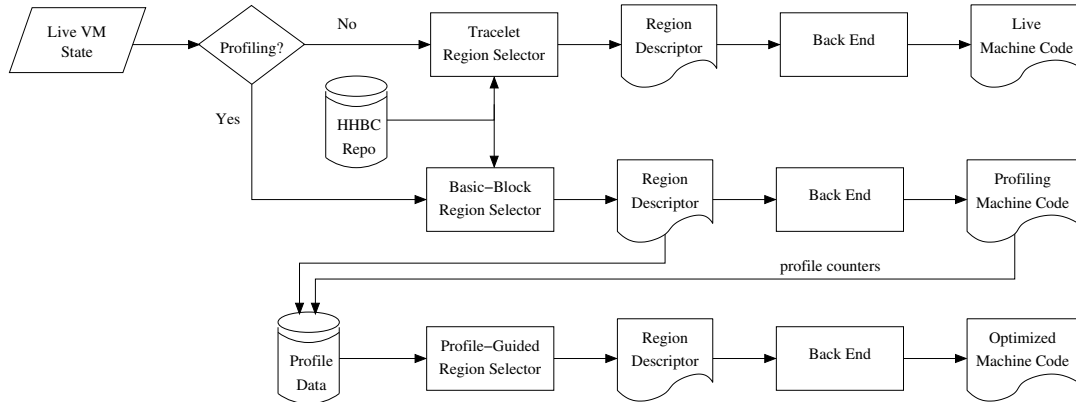 Live VM
State
Profiling?
No
Yes
Tracelet
Region Selector
Region
Descriptor
Back End
Live
Machine Code
HHBC
Repo
Basic−Block
Region Selector
Region
Descriptor
Back End
Profiling
Machine Code
profile counters
Profile
Data
Profile−Guided
Region Selector
Region
Descriptor
Back End
Optimized
Machine Code